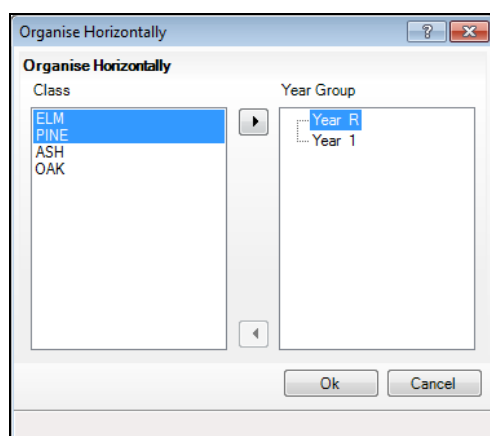 Organise Horizontally
Organise Horizontally
Class
Year Group
ELM
PINE
ASH
OAK
Year R
Year 1
Ok
Cancel